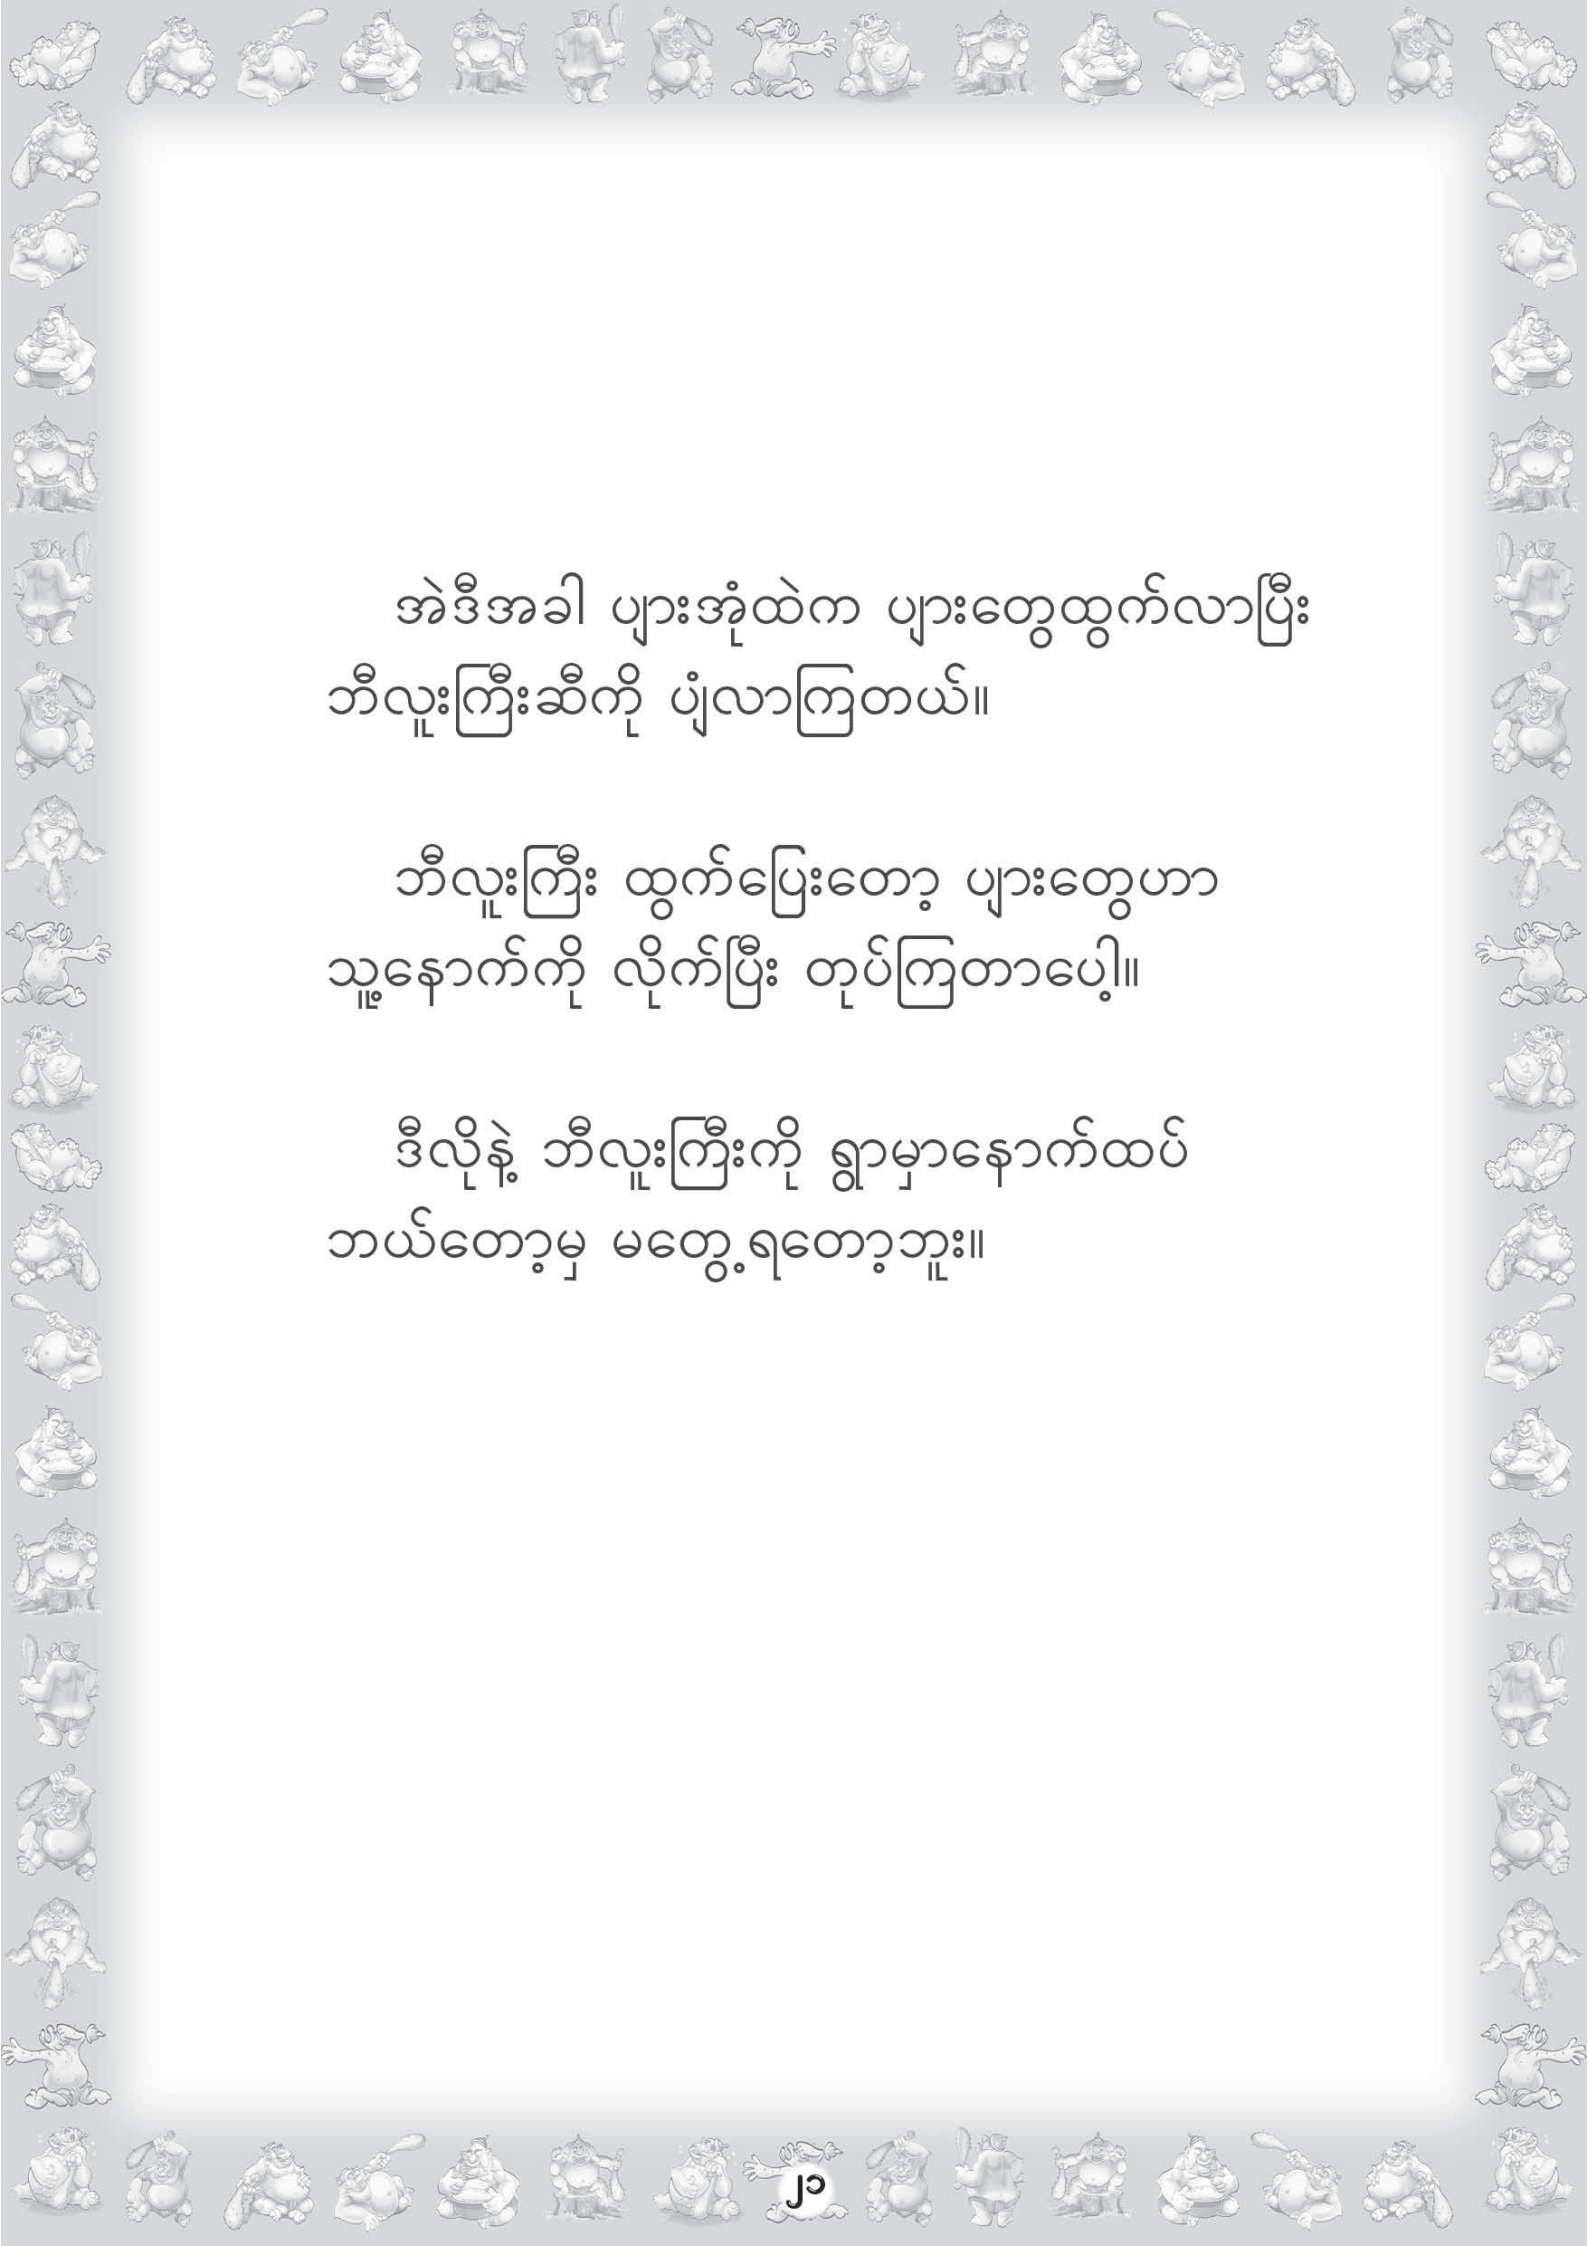 အဲဒီအခါ ပျားအုံထဲက ပျားတွေထွက်လာပြီး
ဘီလူးကြီးဆီကို ပျံလာကြတယ်။
ဘီလူးကြီး ထွက်ပြေးတော့ ပျားတွေဟာ
သူ့နောက်ကို လိုက်ပြီး တုပ်ကြတာပေါ့။
ဒီလိုနဲ့ ဘီလူးကြီးကို ရွာမှာနောက်ထပ်
ဘယ်တော့မှ မတွေ့ရတော့ဘူး။
၂၁